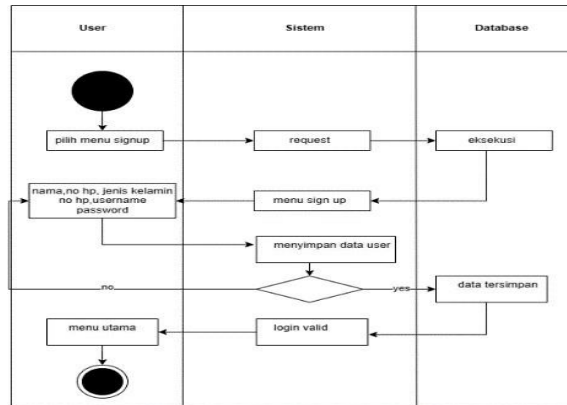 User
Sistem
Database
pilih menu signup
request
eksekusi
nama,no hp, jenis kelamin
no hp,username
password
menu sign up
menyimpan data user
no
yes
data tersimpan
menu utama
login valid